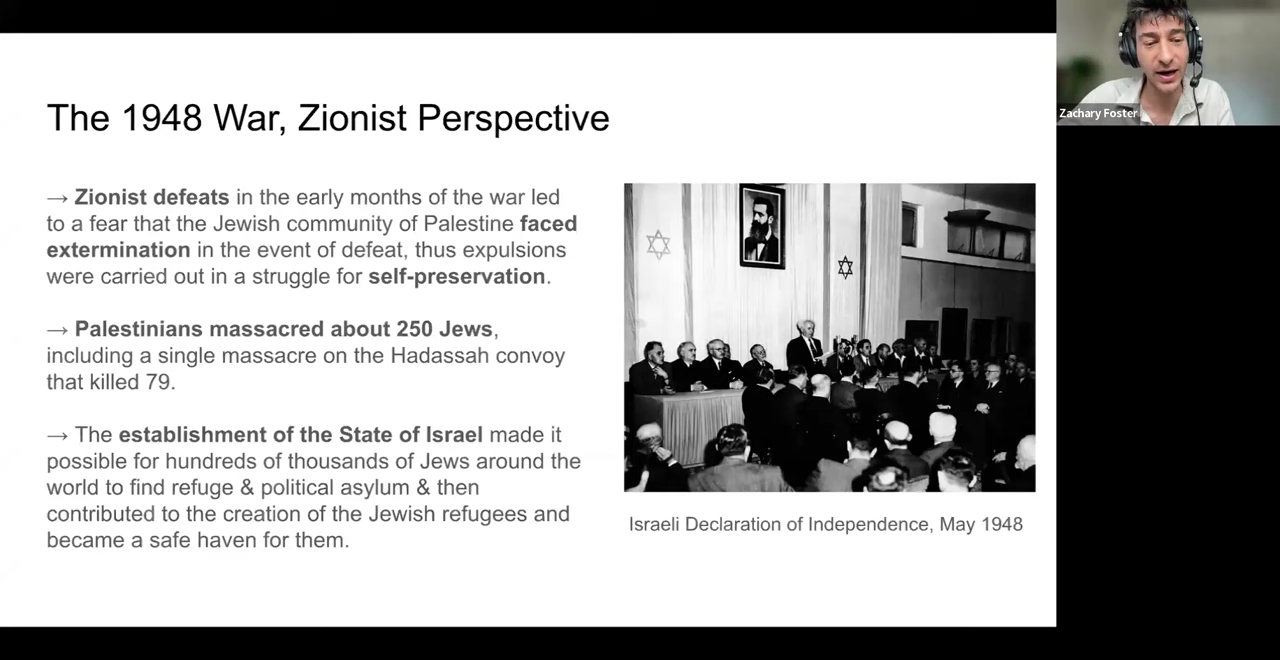 The 1948 War, Zionist Perspective
→ Zionist defeats in the early months of the war led
to a fear that the Jewish community of Palestine faced
extermination in the event of defeat, thus expulsions
were carried out in a struggle for self-preservation.
→ Palestinians massacred about 250 Jews,
including a single massacre on the Hadassah convoy
that killed 79.
→ The establishment of the State of Israel made it
possible for hundreds of thousands of Jews around the
world to find refuge & political asylum & then
contributed to the creation of the Jewish refugees and
became a safe haven for them.
Israeli Declaration of Independence, May 1948
Zachary Foster